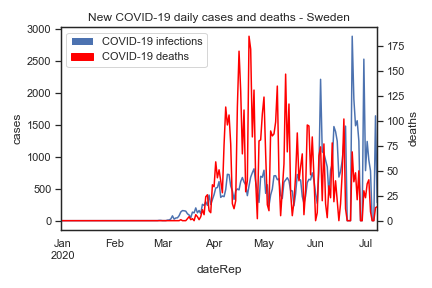 New COVID-19 daily cases and deaths - Sweden
COVID-19 infections
COVID-19 deaths
3000
2500
2000
1500
1000
500
0
cases
175
150
125
100
75
50
25
0
deaths
Jan Feb Mar Apr May Jun Jul
2020
dateRep